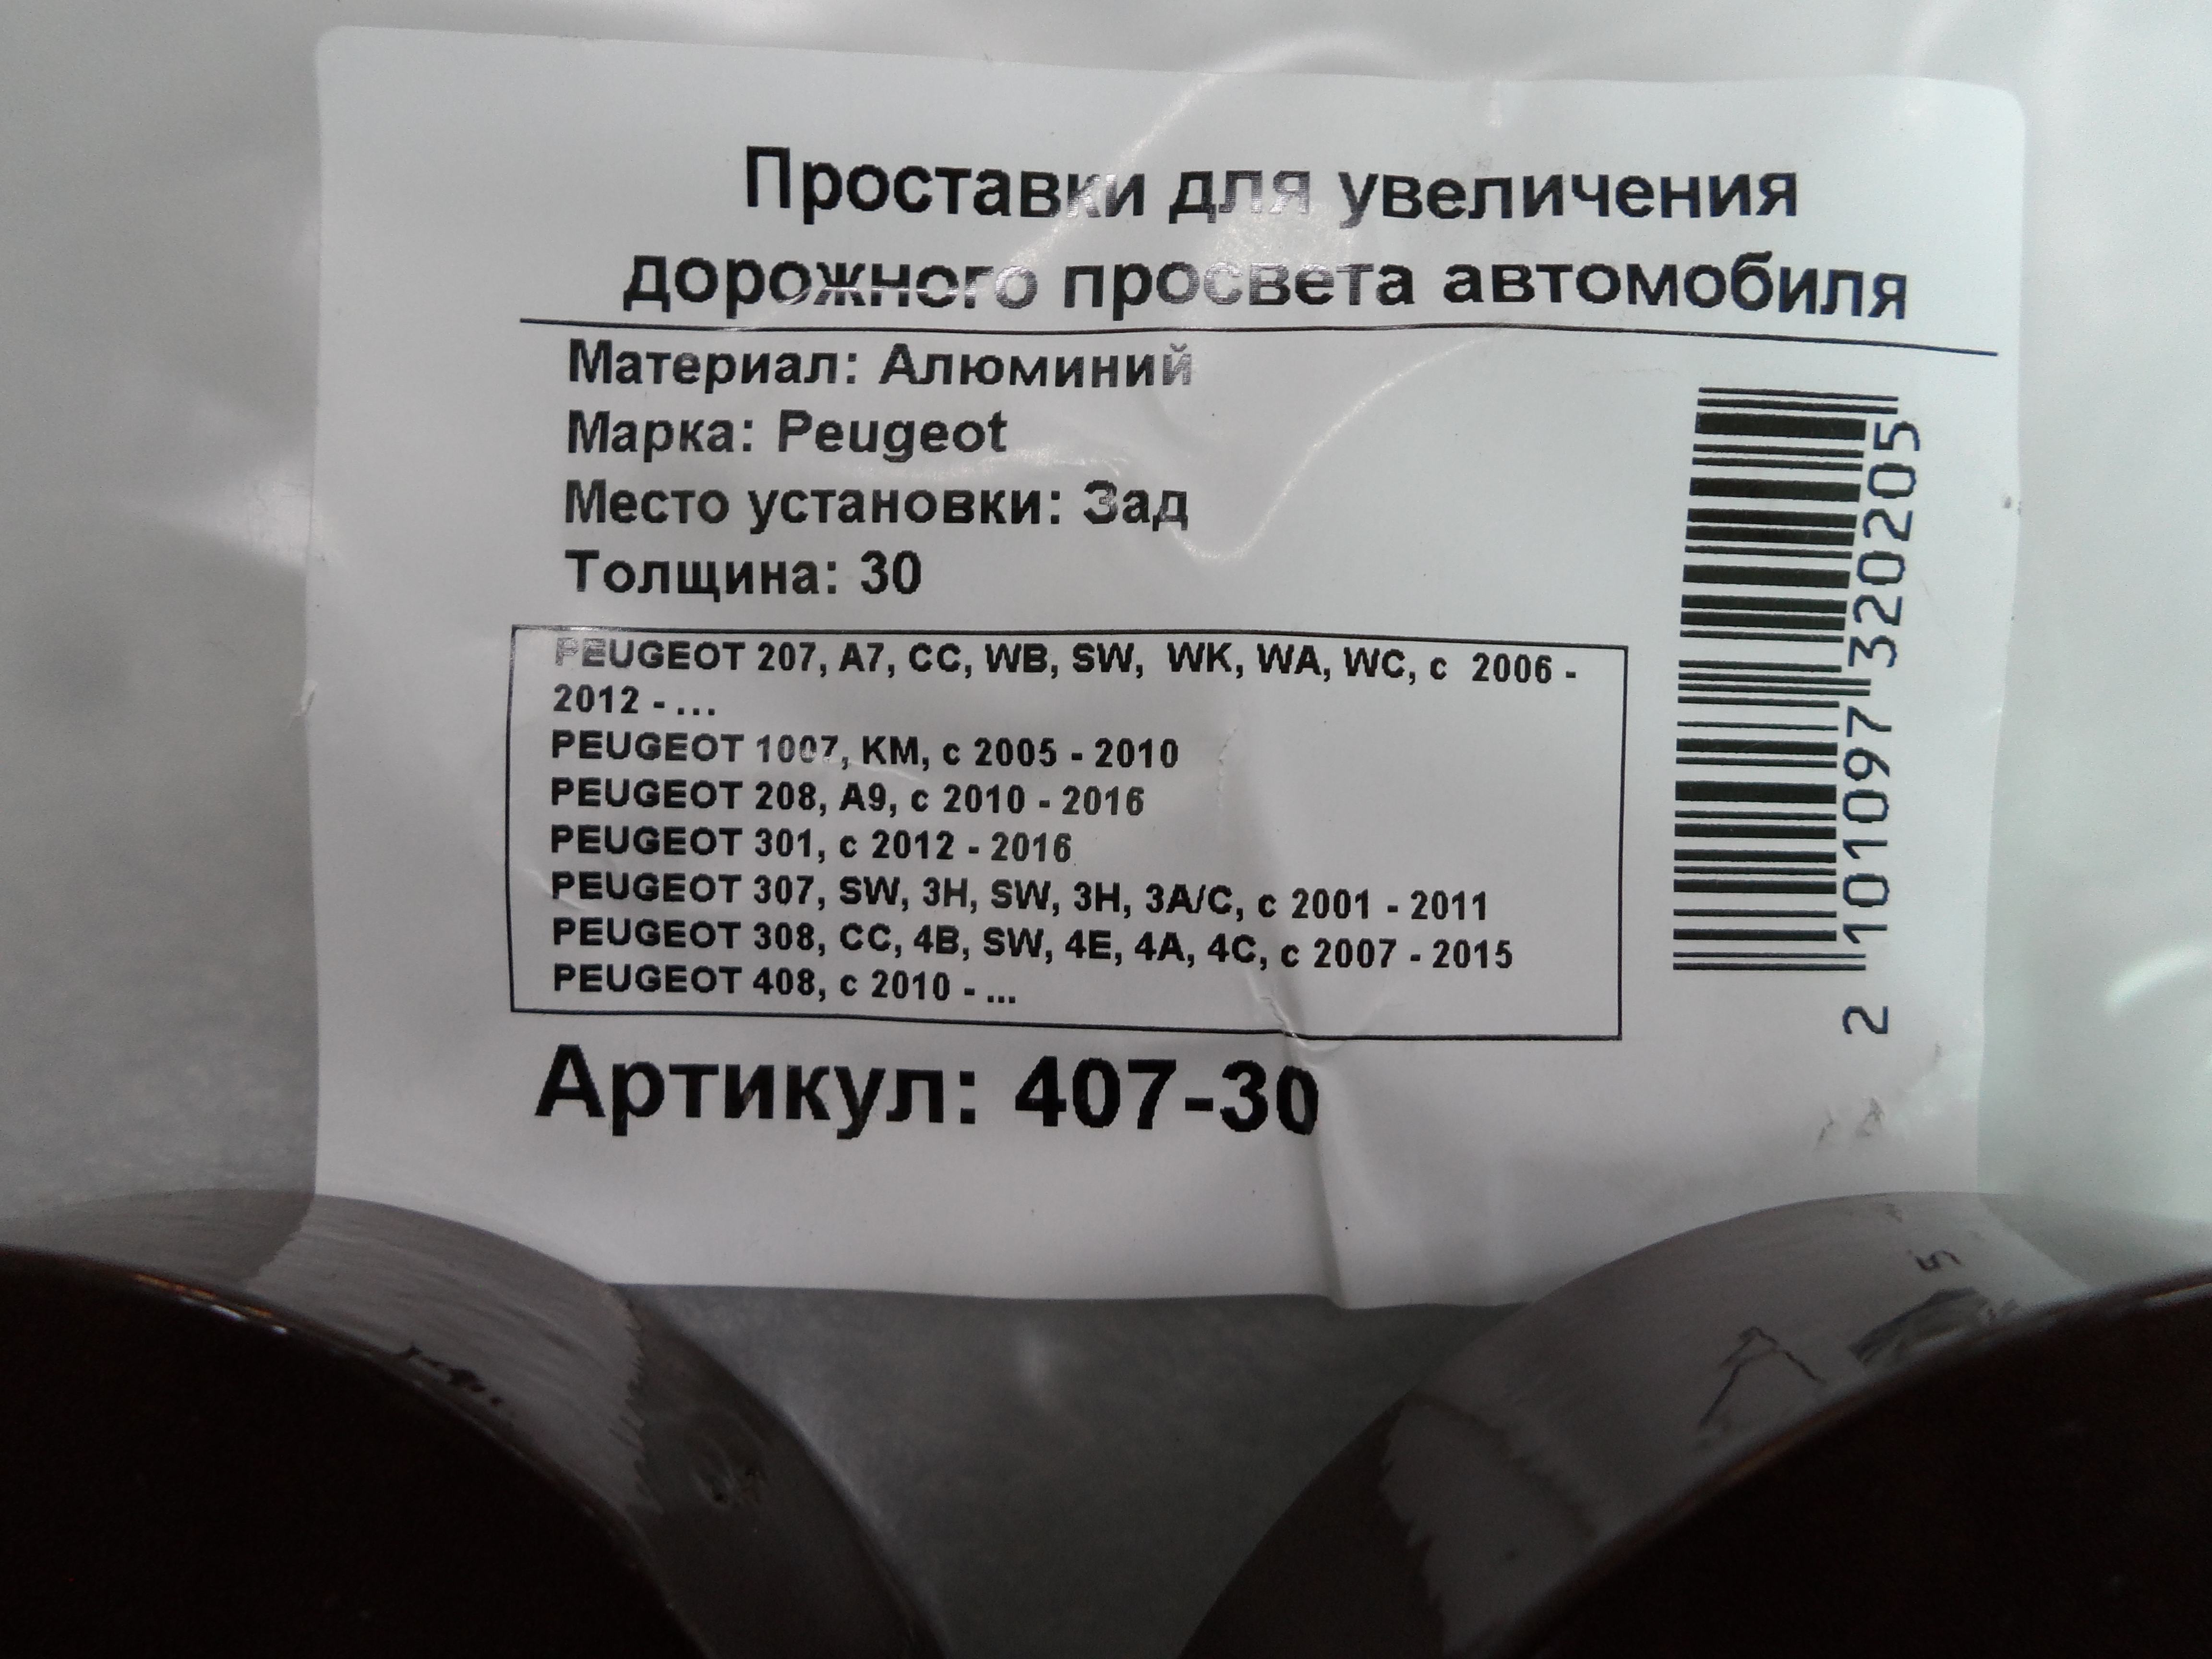 Проставки для увеличения
дорожного просвета автомобиля
Материал: Алюминий
Марка: Peugeot
Место установки: Зад
Толщина: 30
PEUGEOT 207, A7, CC, WB, SW,  WK, WA, WC, с  2006 -
2012 - ...
PEUGEOT 1007, KM, с 2005 - 2010
PEUGEOT 208, A9, с 2010 - 2016
PEUGEOT 301, с 2012 - 2016
PEUGEOT 307, SW, 3H, SW, 3H, 3A/C, с 2001 - 2011
PEUGEOT 308, CC, 4B, SW, 4E, 4A, 4C, с 2007 - 2015
PEUGEOT 408, с 2010 - ...
Артикул: 407-30
2 101097 320205